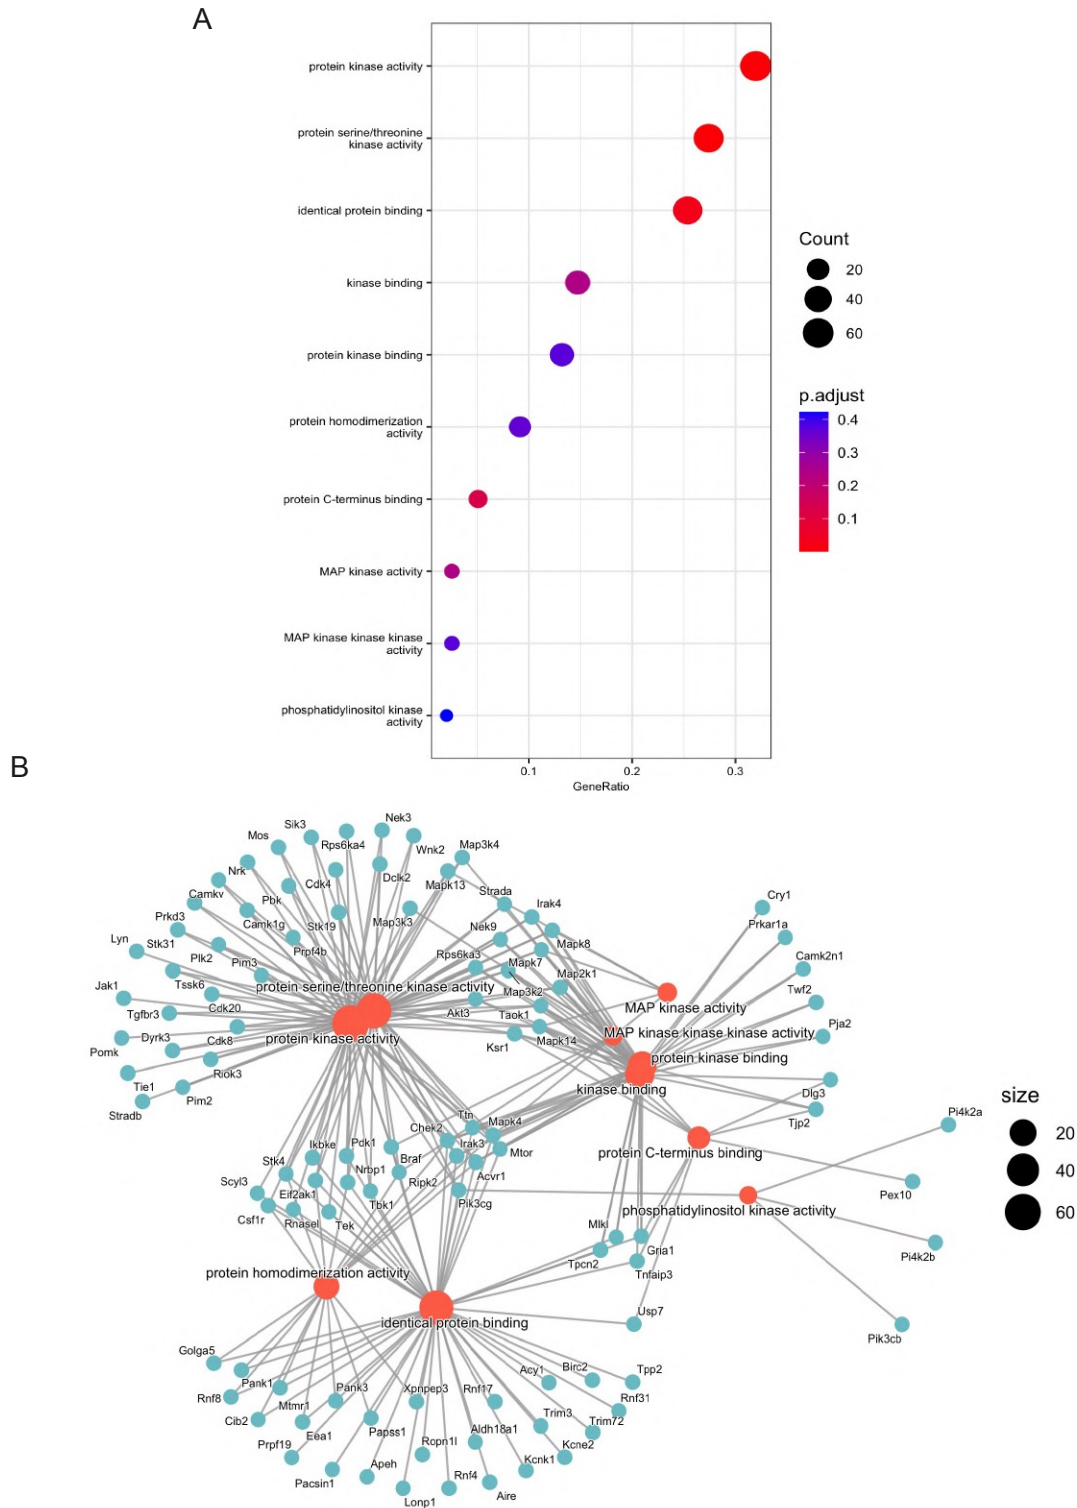 A
protein kinase activity
protein serine/threonine
kinase activity
identical protein binding
kinase binding
protein kinase binding
protein homodimerization
activity
protein C-terminus binding
MAP kinase activity
MAP kinase kinase kinase
activity
phosphatidylinositol kinase
activity
0.1
0.2
0.3
GeneRatio
Count
20
40
60
p.adjust
0.4
0.3
0.2
0.1
B
Nek3
Sik3
Mos
Rps6ka4
Wnk2
Map3k4
Nrk
Cdk4
Dclk2
Mapk13
Strada
Camkv
Pbk
Irak4
Cry1
Prkd3
Camk1g
Stk19
Map3k3
Nek9
Prkar1a
Lyn
Stk31
Prpf4b
Mapk8
Plk2
Pim3
Rps6ka3
Mapk7
Camk2n1
Jak1
Tssk6
protein serine/threonine kinase activity
Map2k1
Twf2
Tgfbr3
Cdk20
Map3k2
MAP kinase activity
Akt3
Taok1
Pja2
Pomk
Dyrk3
Cdk8
protein kinase activity
Ksr1
Mapk14
MAP kinase kinase kinase activity
protein kinase binding
Riok3
kinase binding
Tie1
Dlg3
Stradb
Pim2
Tjp2
Pi4k2a
Ttn
Mapk4
Chek2
Ikbke
Pdk1
Irak3
Mtor
protein C-terminus binding
Stk4
Braf
Nrbp1
Scyl3
Eif2ak1
Ripk2
Acvr1
Tbk1
Pik3cg
Pex10
Csf1r
Rnasel
Tek
phosphatidylinositol kinase activity
Mlkl
Gria1
Pi4k2b
Tpcn2
Tnfaip3
protein homodimerization activity
Usp7
identical protein binding
Pik3cb
Golga5
Acy1
Birc2
Tpp2
Rnf8
Pank1
Pank3
Xpnpep3
Rnf17
Rnf31
Cib2
Mtmr1
Trim3
Trim72
Eea1
Papss1
Aldh18a1
Prpf19
Ropn1l
Kcne2
Pacsin1
Apeh
Rnf4
Kcnk1
Lonp1
Aire
size
20
40
60